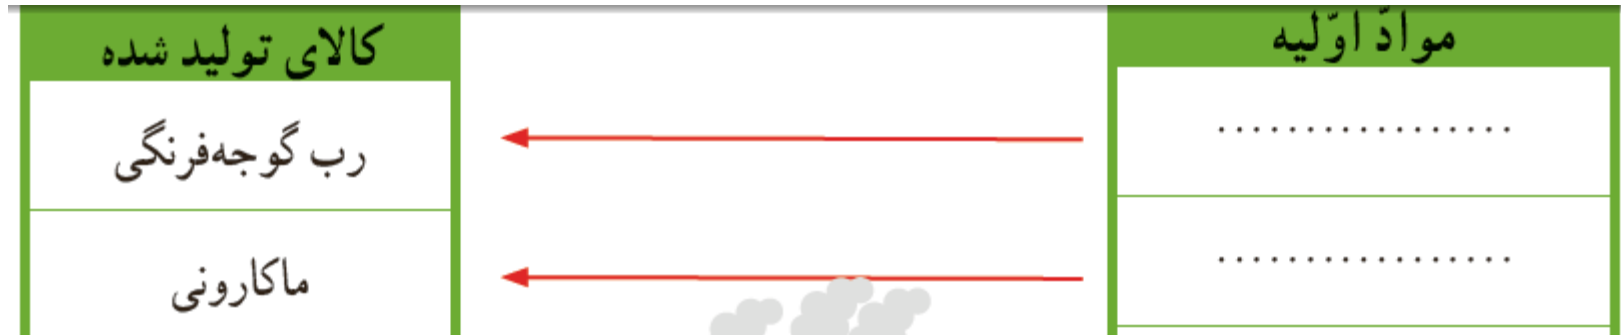 موادّ اوّلیه
کالای تولید شده
.................
رب گوجه‌فرنگی
.................
ماکارونی